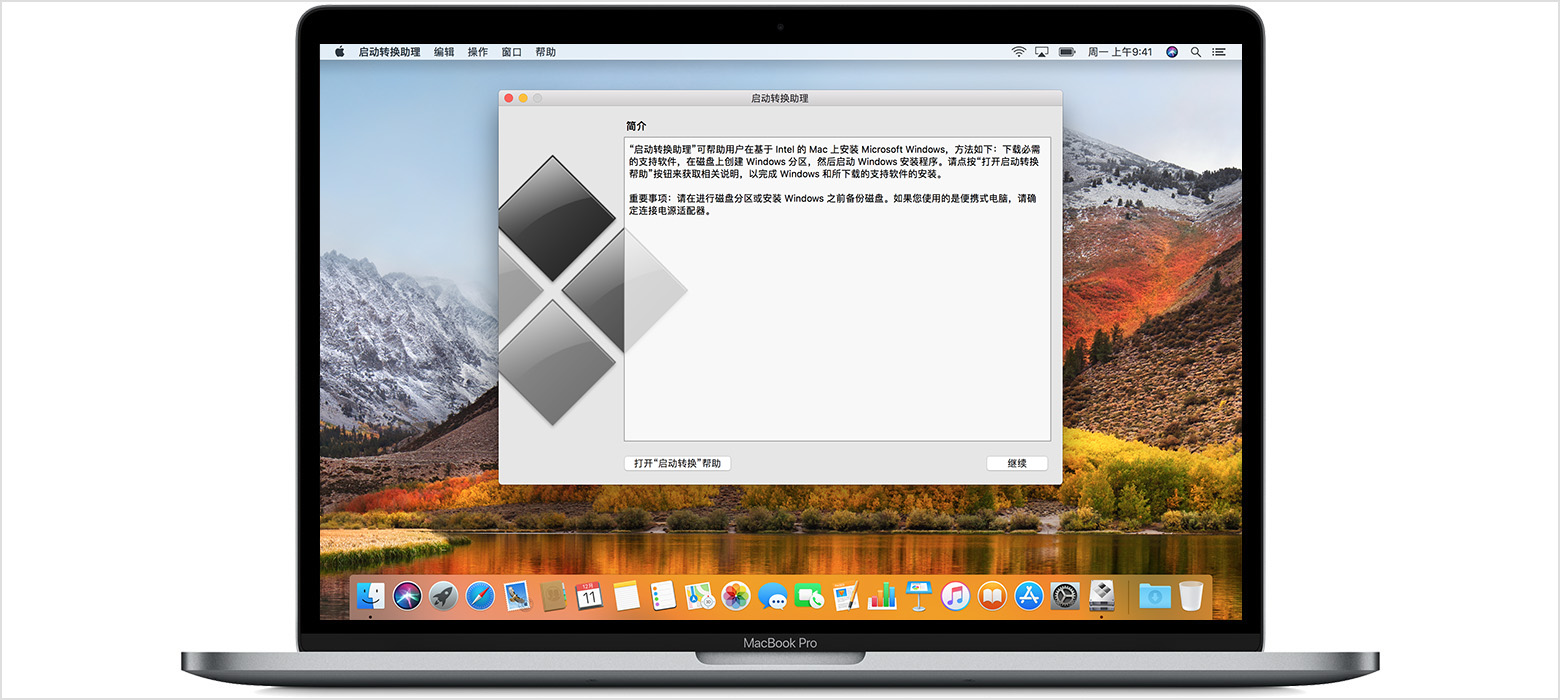 启动转换助理 编辑 操作 窗口 帮助 周一 上午9:41
启动转换助理
简介
“启动转换助理”可帮助用户在基于 Intel 的 Mac 上安装 Microsoft Windows，方法如下：下载必需
的支持软件，在磁盘上创建 Windows 分区，然后启动 Windows 安装程序。请点按“打开启动转换
帮助”按钮来获取相关说明，以完成 Windows 和所下载的支持软件的安装。
重要事项：请在进行磁盘分区或安装 Windows 之前备份磁盘。如果您使用的是便携式电脑，请确
定连接电源适配器。
打开“启动转换”帮助 继续
12月
11
MacBook Pro